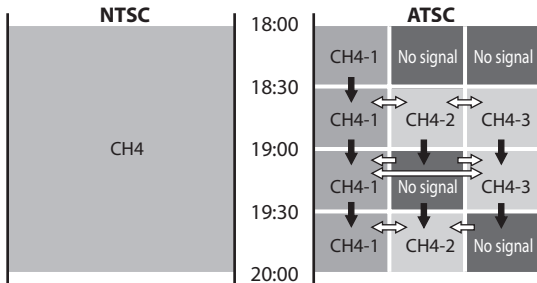 NTSC
ATSC
18:00
CH4-1 No signal No signal
18:30
CH4-1 CH4-2 CH4-3
CH4
19:00
CH4-1 No signal CH4-3
19:30
CH4-1 CH4-2 No signal
20:00